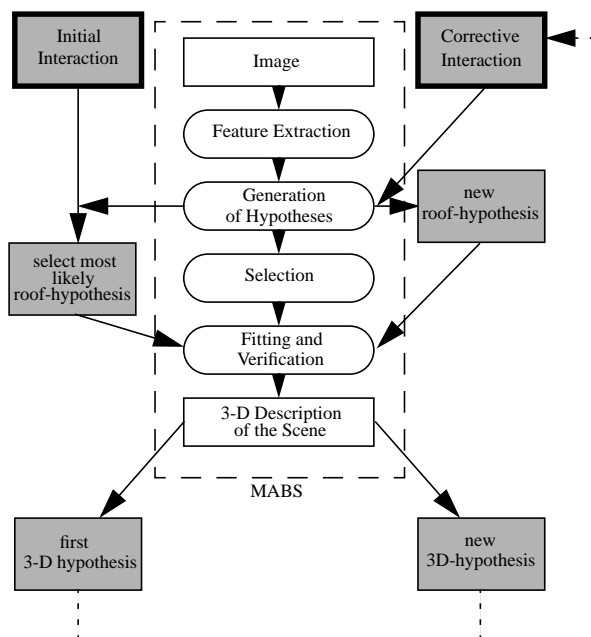 Initial
Interaction
Image
Corrective
Interaction
Feature Extraction
Generation
of Hypotheses
new
roof-hypothesis
select most
likely
roof-hypothesis
Selection
Fitting and
Verification
3-D Description
of the Scene
MABS
first
3-D hypothesis
new
3D-hypothesis